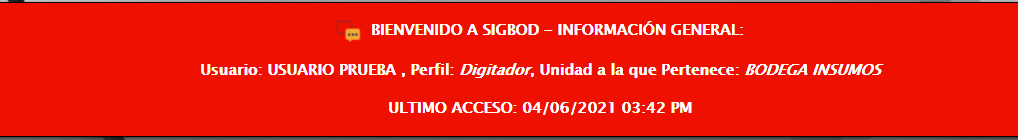 BIENVENIDO A SIGBOD - INFORMACIÓN GENERAL:
Usuario: USUARIO PRUEBA , Perfil: Digitador, Unidad a la que Pertenece: BODEGA INSUMOS
ULTIMO ACCESO: 04/06/2021 03:42 PM